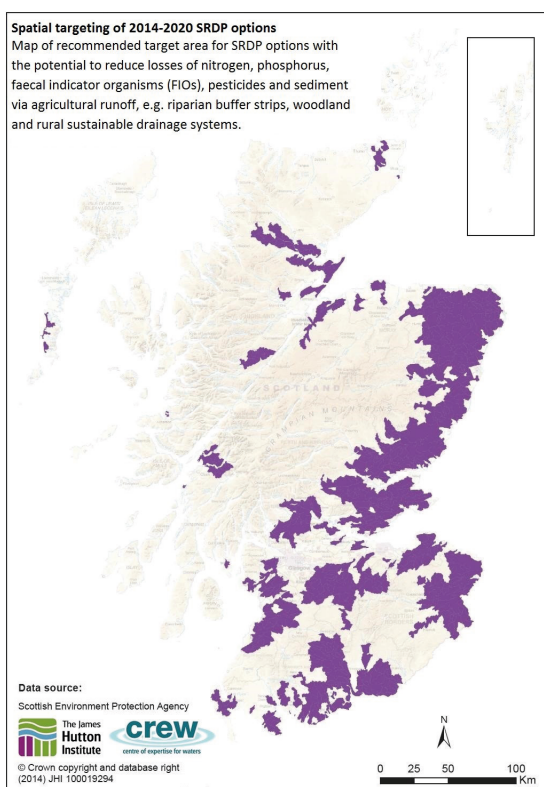 Spatial targeting of 2014-2020 SRDP options
Map of recommended target area for SRDP options with
the potential to reduce losses of nitrogen, phosphorus,
faecal indicator organisms (FIOs), pesticides and sediment
via agricultural runoff, e.g. riparian buffer strips, woodland
and rural sustainable drainage systems.
SCOTLAND
Data source:
Scottish Environment Protection Agency
The James
Hutton
Institute
crew
centre of expertise for waters
© Crown copyright and database right
(2014) JHI 100019294
N
0 25 50 100
Km